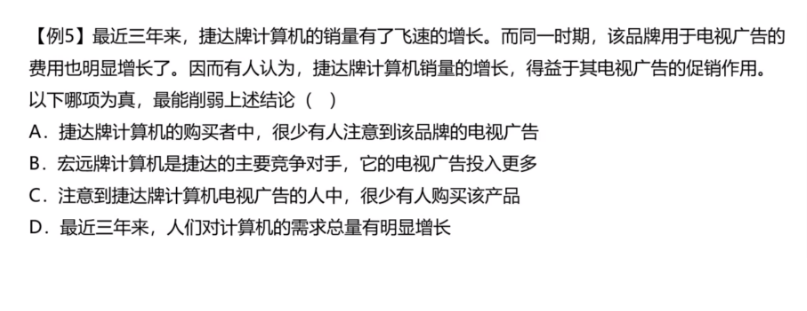 【例5】最近三年来，捷达牌计算机的销量有了飞速的增长。而同一时期，该品牌用于电视广告的
费用也明显增长了。因而有人认为，捷达牌计算机销量的增长，得益于其电视广告的促销作用。
以下哪项为真，最能削弱上述结论（ ）
A．捷达牌计算机的购买者中，很少有人注意到该品牌的电视广告
B．宏远牌计算机是捷达的主要竞争对手，它的电视广告投入更多
C．注意到捷达牌计算机电视广告的人中，很少有人购买该产品
D．最近三年来，人们对计算机的需求总量有明显增长